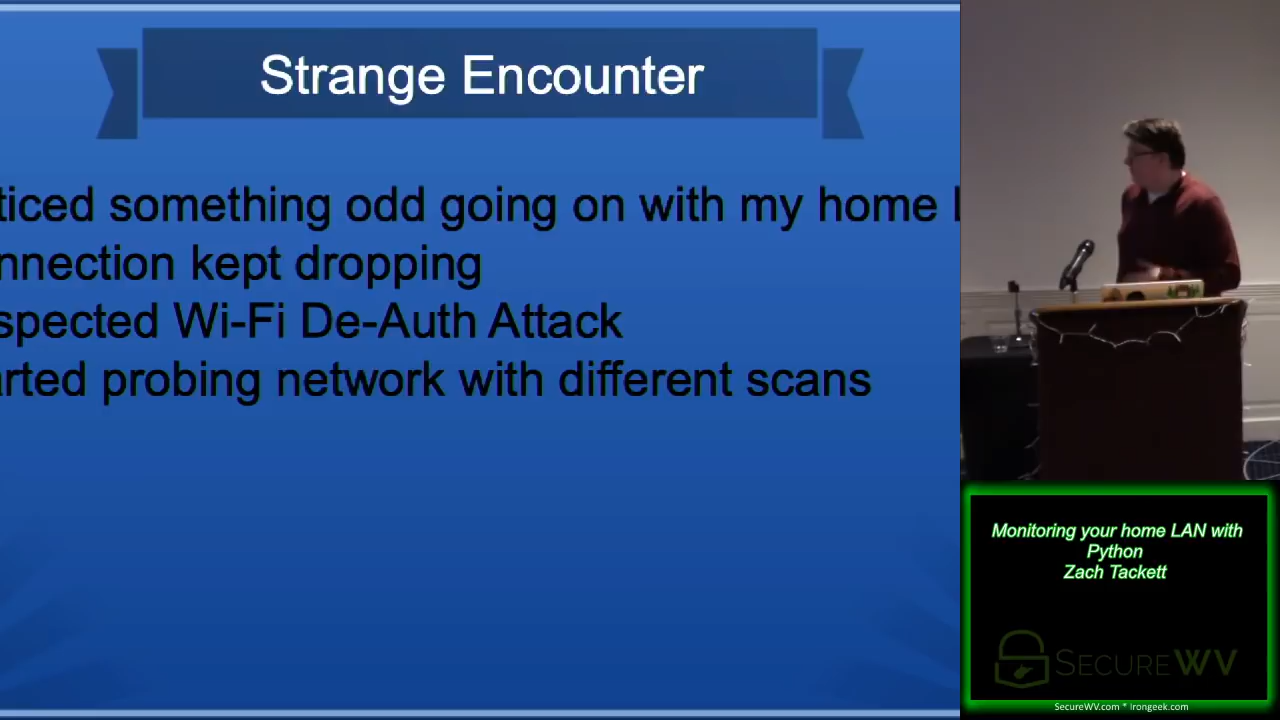 Strange Encounter
ticed something odd going on with my home
nnection kept dropping
spected Wi-Fi De-Auth Attack
arted probing network with different scans
Monitoring your home LAN with
Python
Zach Tackett
SECUREWV
SecureWV.com * Irongeek.com